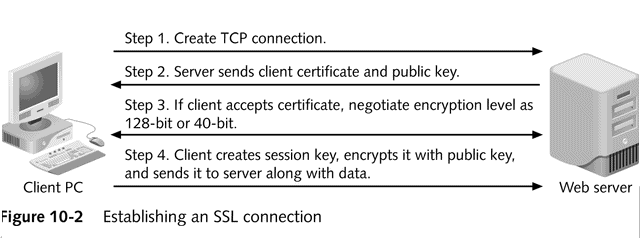 Step 1. Create TCP connection.
Step 2. Server sends client certificate and public key.
Step 3. If client accepts certificate, negotiate encryption level as
128-bit or 40-bit.
Step 4. Client creates session key, encrypts it with public key,
and sends it to server along with data.
Client PC
Web server
Figure 10-2 Establishing an SSL connection